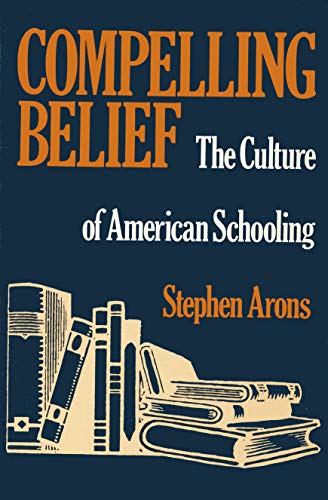 COMPELLING
BELIEF
The Culture
of American Schooling
Stephen Arons